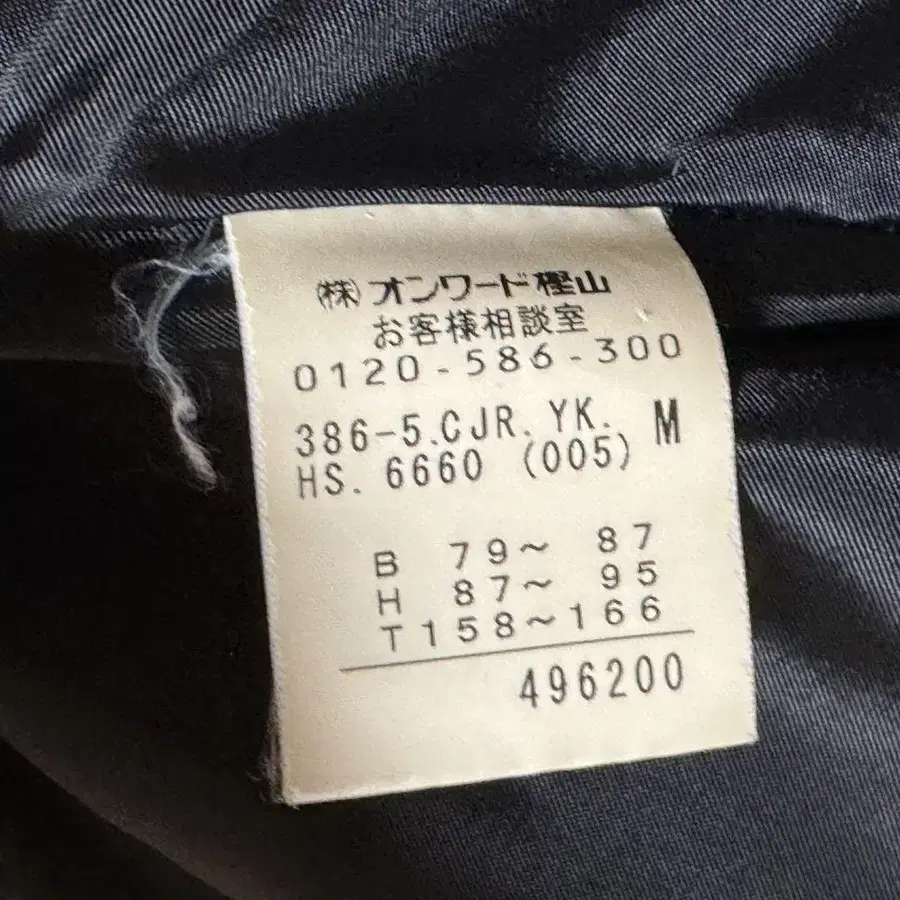 ㈱オンワード樫山
お客様相談室
0120-586-300
386-5.CJR.YK. M
HS. 6660 (005)
B 79~ 87
H 87~ 95
T158~166
496200